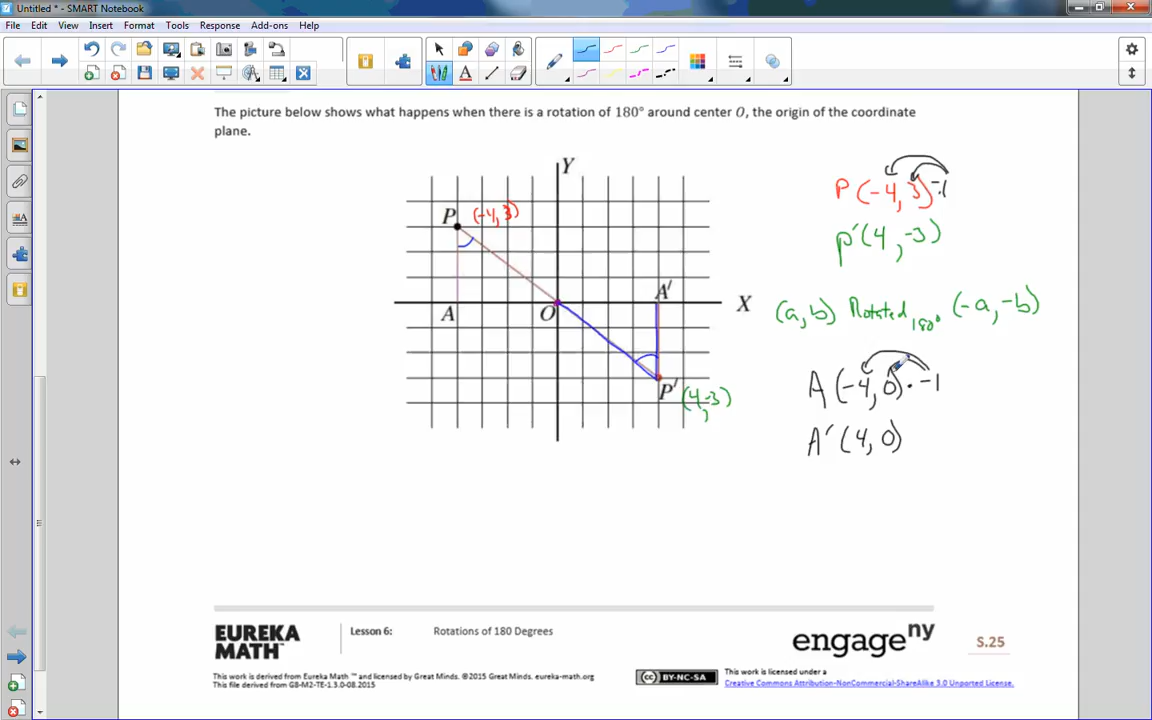 Untitled * - SMART Notebook
File Edit View Insert Format Tools Response Add-ons Help
The picture below shows what happens when there is a rotation of 180° around center O, the origin of the coordinate
plane.
Y
P (-4, 3)
A O A' X
P' (4, -3)
P (-4, 3) -1
P' (4, -3)
(a, b) Rotated 180° (-a, -b)
A (-4, 0) · -1
A' (4, 0)
EUREKA MATH™
Lesson 6: Rotations of 180 Degrees
engage ny
S.25
This work is derived from Eureka Math ™ and licensed by Great Minds. ©2015 Great Minds. eureka-math.org
This file derived from G8-M2-TE-1.3.0-08.2015
CC BY-NC-SA
This work is licensed under a
Creative Commons Attribution-NonCommercial-ShareAlike 3.0 Unported License.